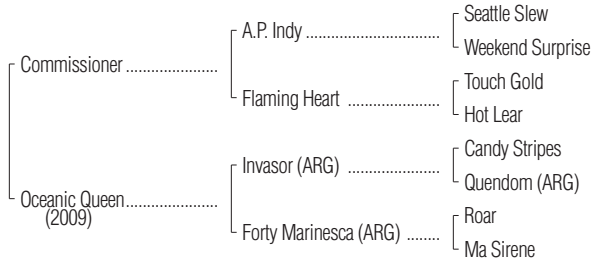 Seattle Slew
A.P. Indy ........................
Weekend Surprise
Commissioner ......................
Touch Gold
Flaming Heart ......................
Hot Lear
Candy Stripes
Invasor (ARG) ......................
Quendom (ARG)
Oceanic Queen......................
(2009)
Roar
Forty Marinesca (ARG) ........
Ma Sirene